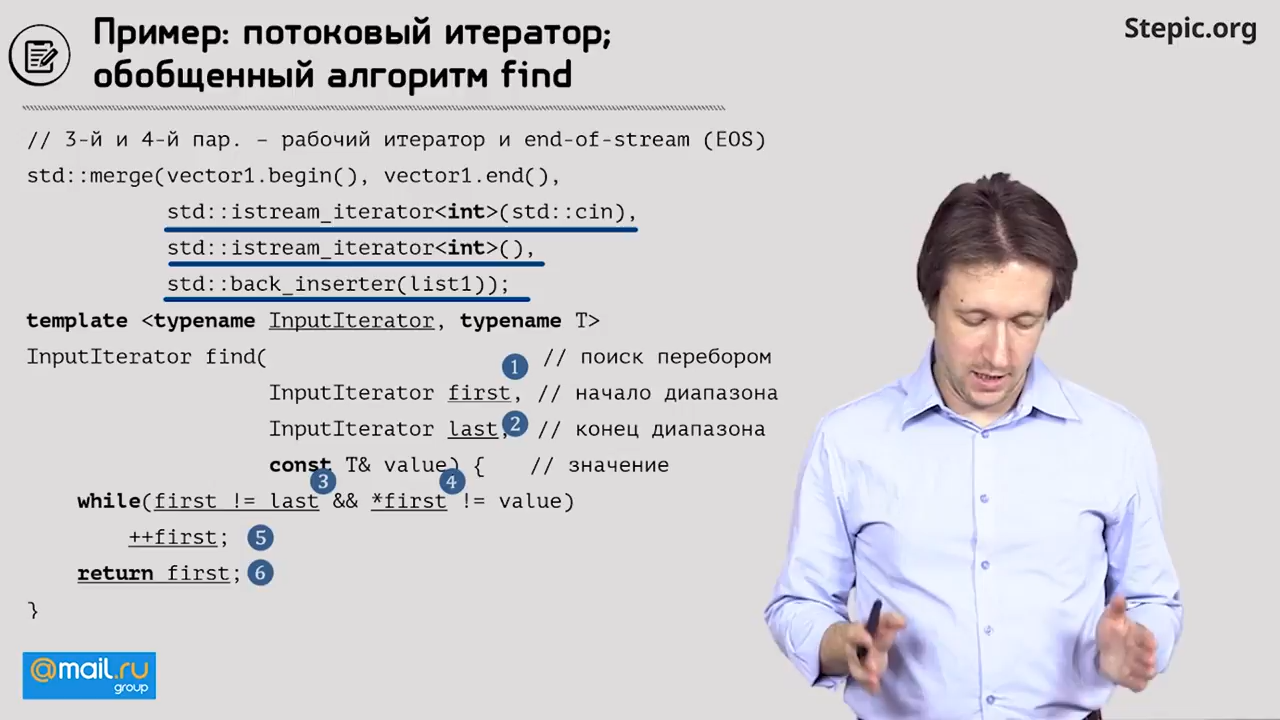 Пример: потоковый итератор;
обобщенный алгоритм find
Stepic.org
// 3-й и 4-й пар. – рабочий итератор и end-of-stream (EOS)
std::merge(vector1.begin(), vector1.end(),
std::istream_iterator<int>(std::cin),
std::istream_iterator<int>(),
std::back_inserter(list1));
template <typename InputIterator, typename T>
InputIterator find( // поиск перебором
1
InputIterator first, // начало диапазона
InputIterator last, 2 // конец диапазона
const T& value) { // значение
3 4
while(first != last && *first != value)
++first; 5
return first; 6
}
@mail.ru
group